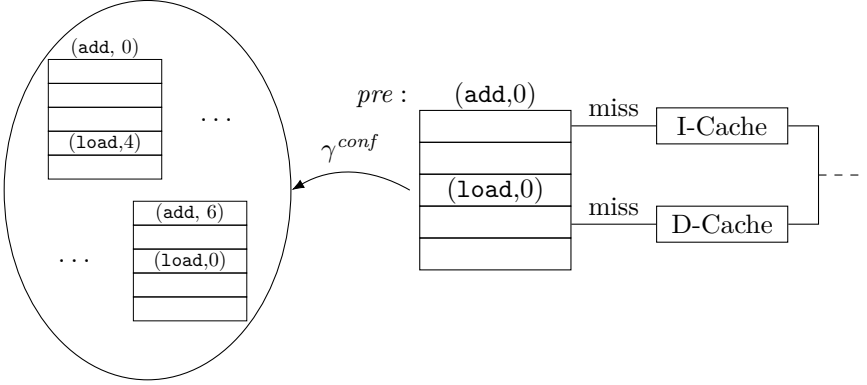 (add, 0)
(load,4)
...
(add, 6)
(load,0)
...
γ^conf
pre :
(add,0)
(load,0)
miss
I-Cache
miss
D-Cache